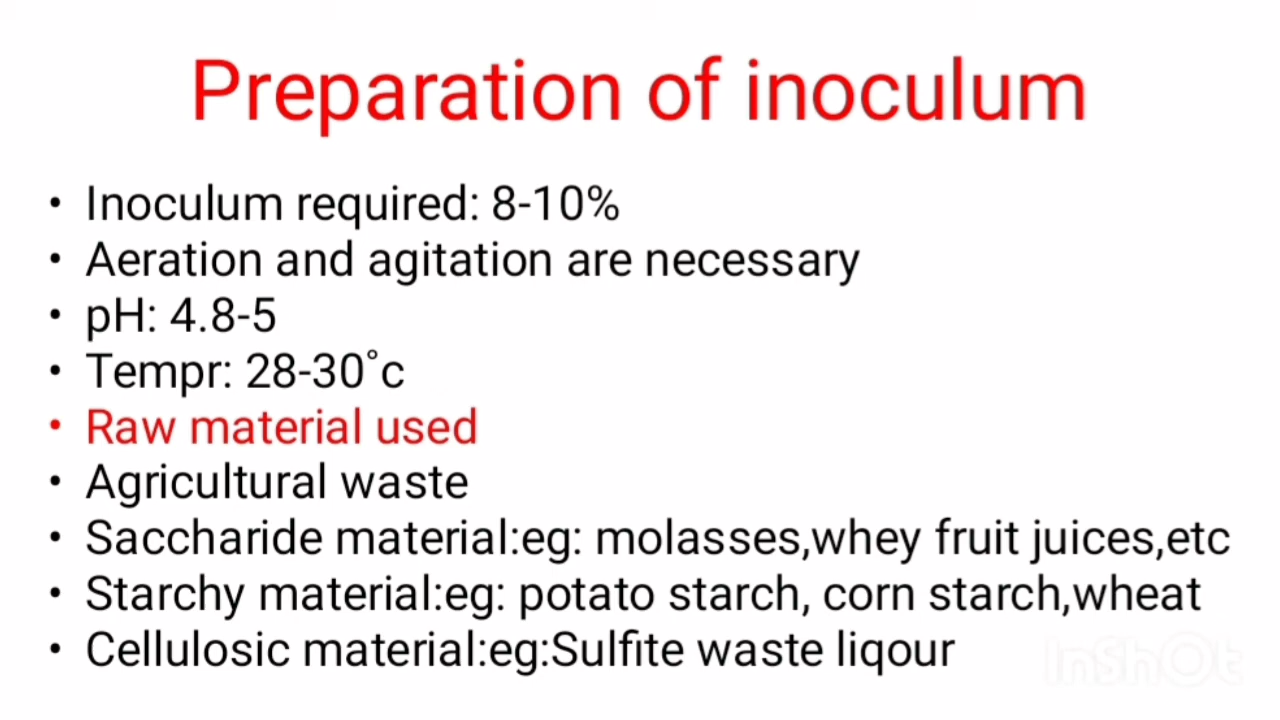 Preparation of inoculum
• Inoculum required: 8-10%
• Aeration and agitation are necessary
• pH: 4.8-5
• Tempr: 28-30°c
• Raw material used
• Agricultural waste
• Saccharide material:eg: molasses,whey fruit juices,etc
• Starchy material:eg: potato starch, corn starch,wheat
• Cellulosic material:eg:Sulfite waste liqour
InShOt